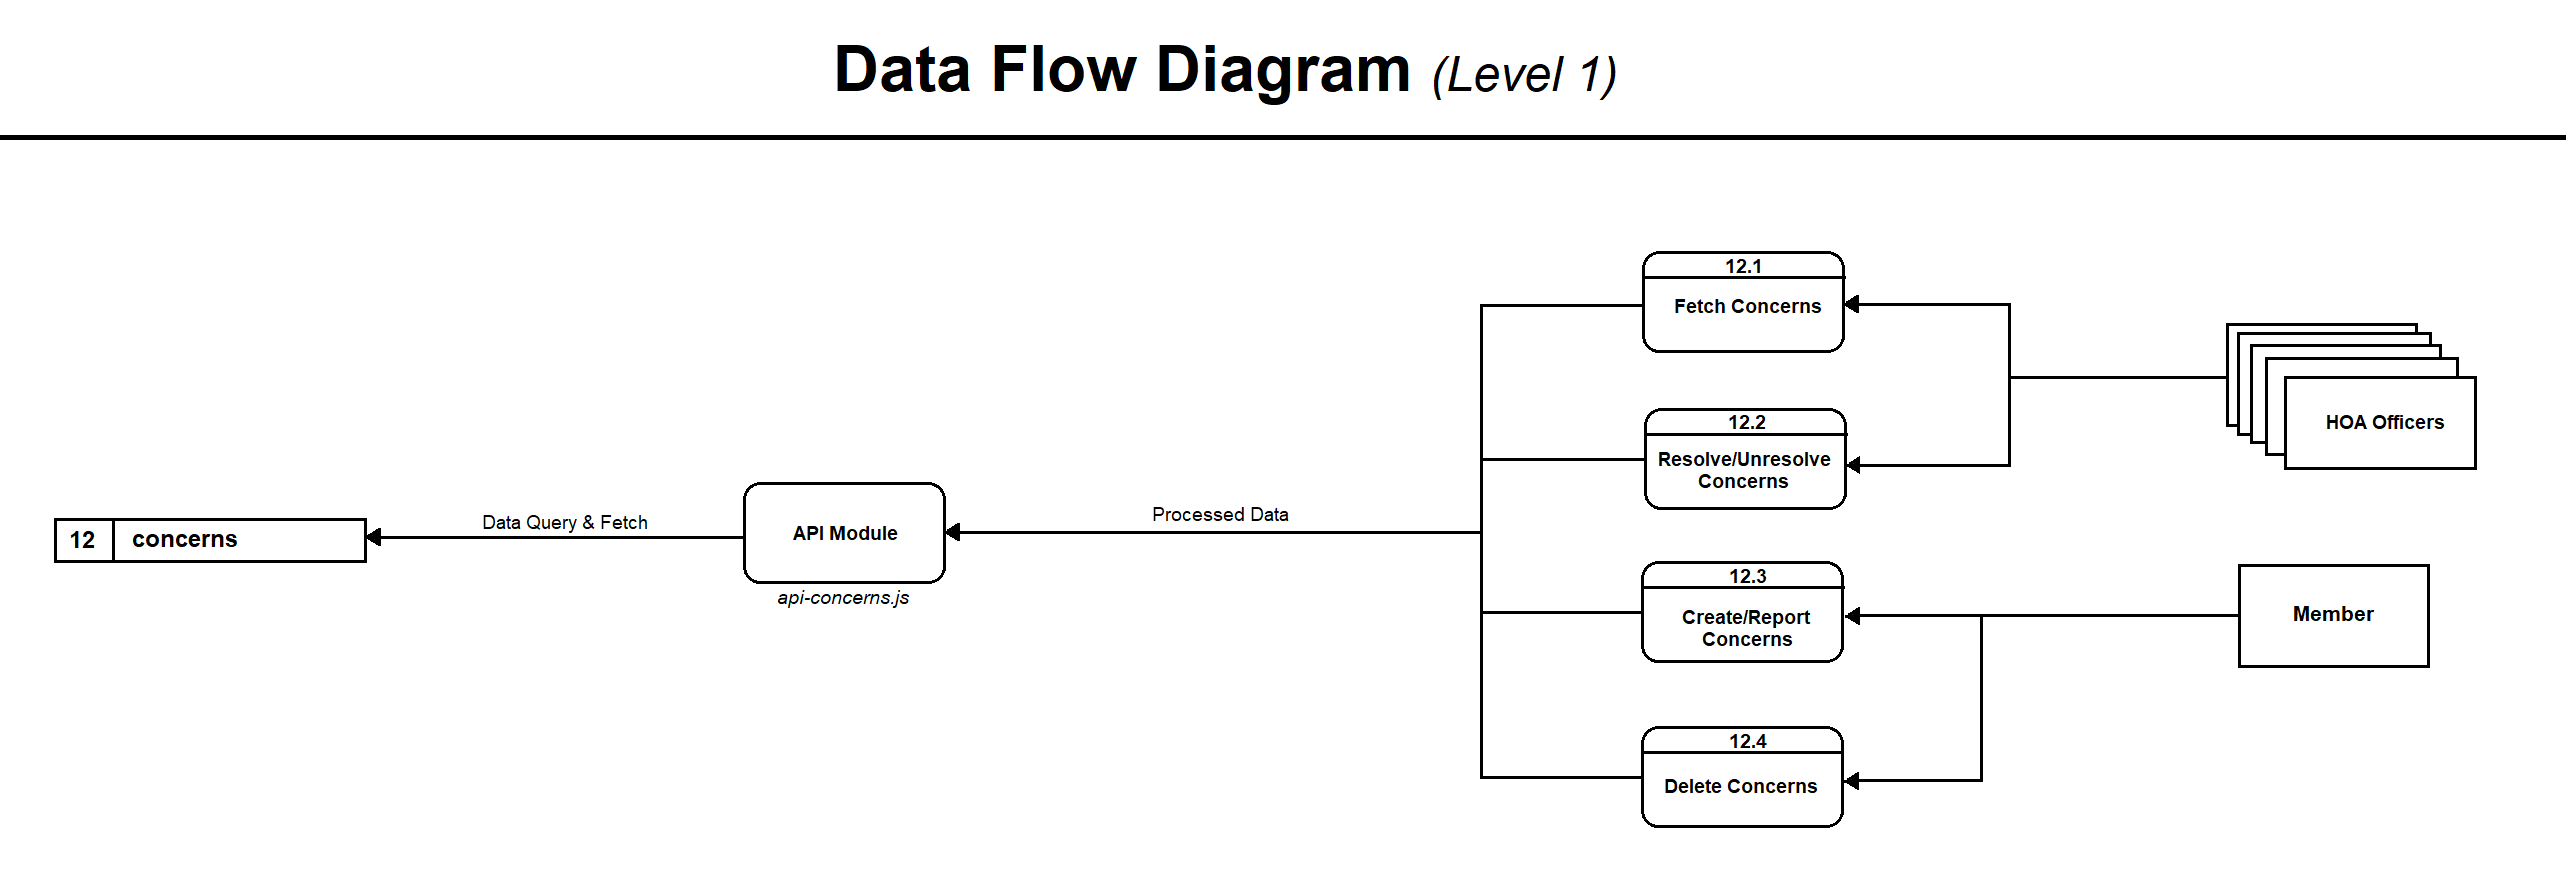 Data Flow Diagram (Level 1)
12.1
Fetch Concerns
12.2
Resolve/Unresolve
Concerns
HOA Officers
12 concerns
Data Query & Fetch
API Module
api-concerns.js
Processed Data
12.3
Create/Report
Concerns
Member
12.4
Delete Concerns